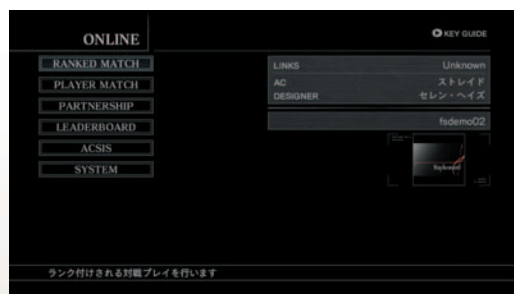 ONLINE
KEY GUIDE
RANKED MATCH
PLAYER MATCH
PARTNERSHIP
LEADERBOARD
ACSIS
SYSTEM
LINKS Unknown
AC ストレイド
DESIGNER セレン・ヘイズ
fsdemo02
ランク付けされる対戦プレイを行います